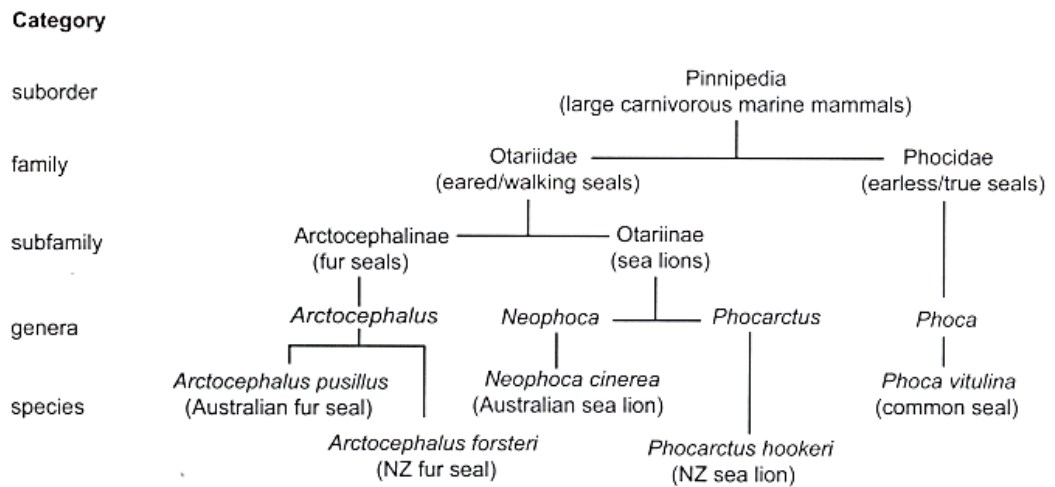 Category
suborder
Pinnipedia
(large carnivorous marine mammals)
family
Otariidae
Phocidae
(eared/walking seals)
(earless/true seals)
subfamily
Arctocephalinae
Otariinae
(fur seals)
(sea lions)
genera
Arctocephalus
Neophoca
Phocarctus
Phoca
species
Arctocephalus pusillus
Neophoca cinerea
Phoca vitulina
(Australian fur seal)
(Australian sea lion)
(common seal)
Arctocephalus forsteri
Phocarctus hookeri
(NZ fur seal)
(NZ sea lion)